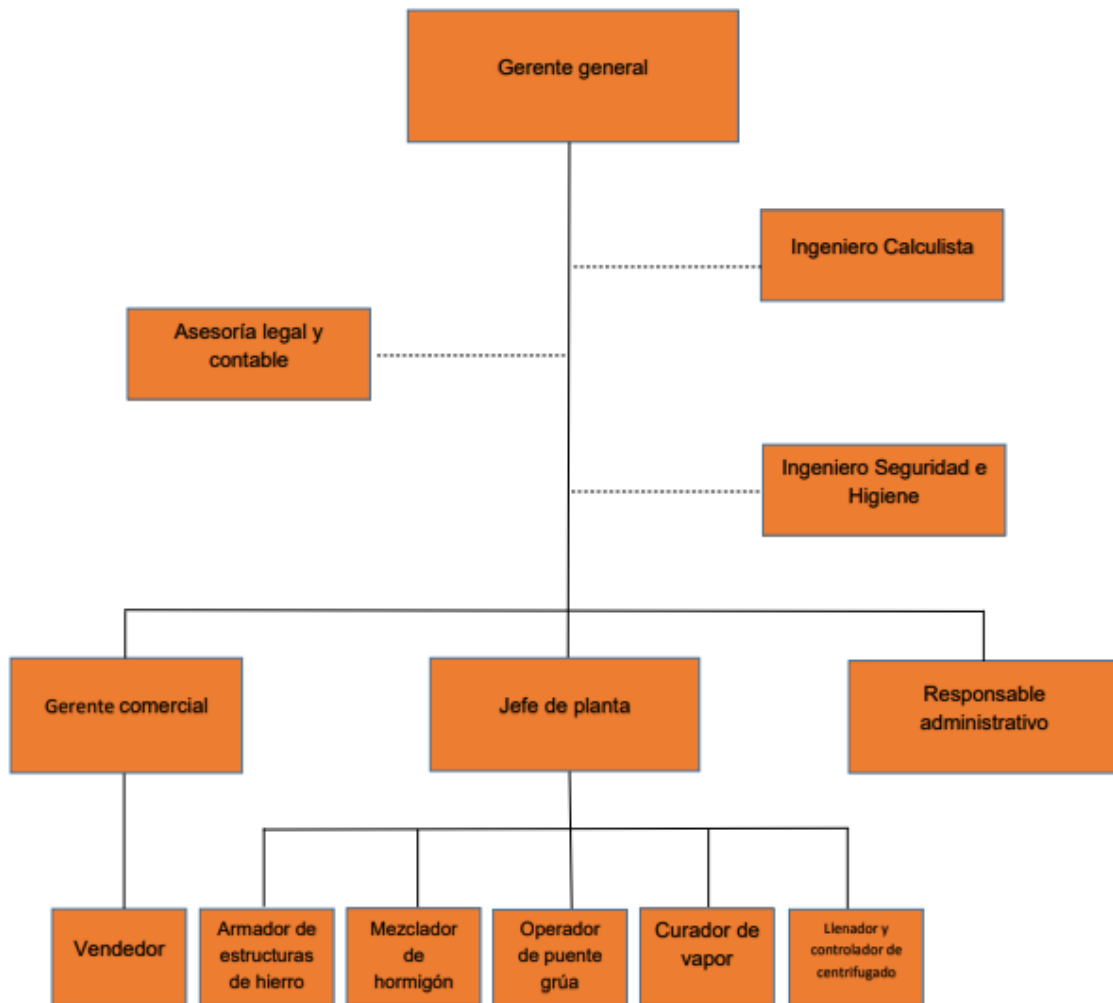 Gerente general
Ingeniero Calculista
Asesoría legal y
contable
Ingeniero Seguridad e
Higiene
Gerente comercial
Jefe de planta
Responsable
administrativo
Vendedor
Armador de
estructuras
de hierro
Mezclador
de
hormigón
Operador
de puente
grúa
Curador de
vapor
Llenador y
controlador de
centrifugado